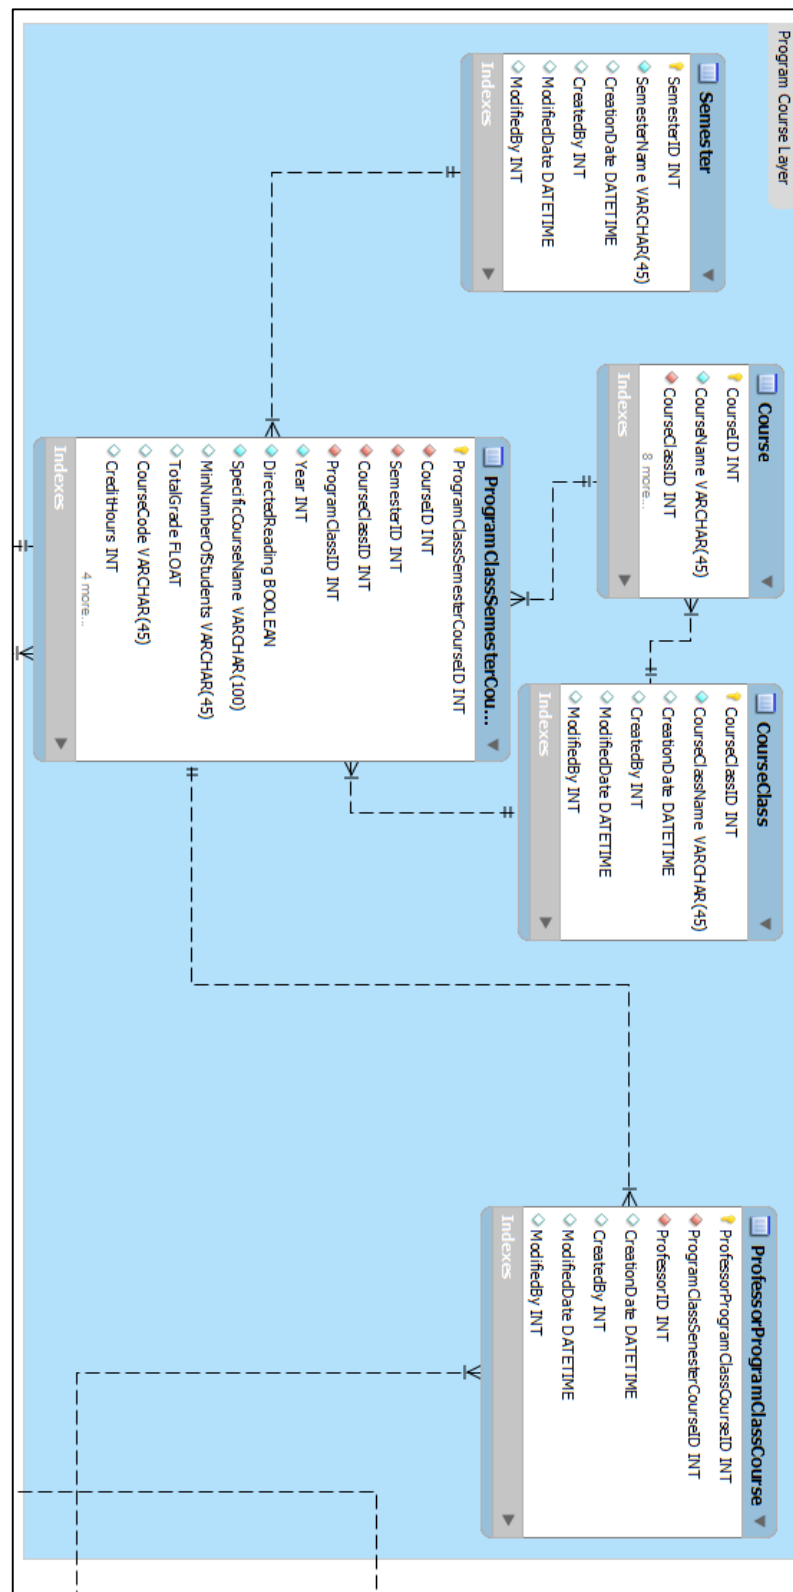 Program Course Layer
Semester
SemesterID INT
SemesterName VARCHAR(45)
CreationDate DATETIME
CreatedBy INT
ModifiedDate DATETIME
ModifiedBy INT
Indexes
Course
CourseID INT
CourseName VARCHAR(45)
CourseClassID INT
8 more...
Indexes
CourseClass
CourseClassID INT
CourseClassName VARCHAR(45)
CreationDate DATETIME
CreatedBy INT
ModifiedDate DATETIME
ModifiedBy INT
Indexes
ProgramClassSemesterCou...
ProgramClassSemesterCourseID INT
CourseID INT
SemesterID INT
CourseClassID INT
ProgramClassID INT
Year INT
DirectedReading BOOLEAN
SpecificCourseName VARCHAR(100)
MinNumberOfStudents VARCHAR(45)
TotalGrade FLOAT
CourseCode VARCHAR(45)
CreditHours INT
4 more...
Indexes
ProfessorProgramClassCourse
ProfessorProgramClassCourseID INT
ProgramClassSenesterCourseID INT
ProfessorID INT
CreationDate DATETIME
CreatedBy INT
ModifiedDate DATETIME
ModifiedBy INT
Indexes